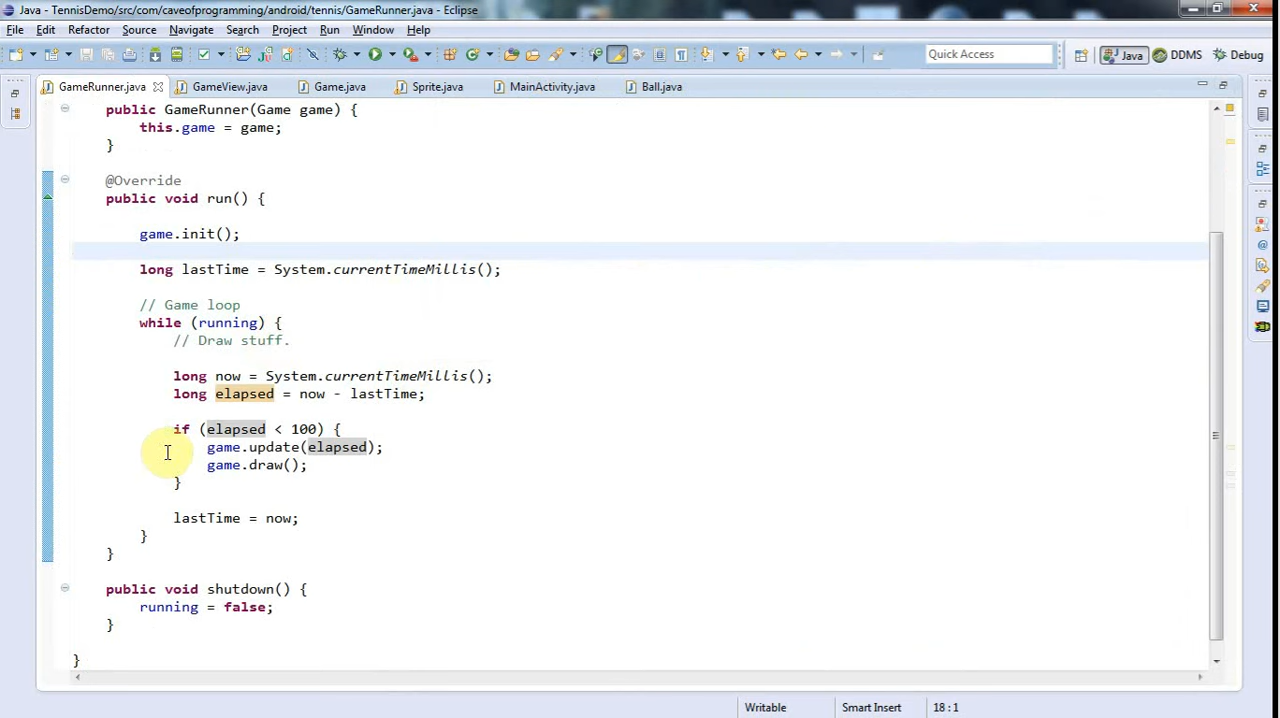 Java - TennisDemo/src/com/caveofprogramming/android/tennis/GameRunner.java - Eclipse
File Edit Refactor Source Navigate Search Project Run Window Help
Quick Access Java DDMS Debug
GameRunner.java GameView.java Game.java Sprite.java MainActivity.java Ball.java
public GameRunner(Game game) {
this.game = game;
}
@Override
public void run() {
game.init();
long lastTime = System.currentTimeMillis();
// Game loop
while (running) {
// Draw stuff.
long now = System.currentTimeMillis();
long elapsed = now - lastTime;
if (elapsed < 100) {
game.update(elapsed);
game.draw();
}
lastTime = now;
}
}
public void shutdown() {
running = false;
}
}
Writable Smart Insert 18 : 1